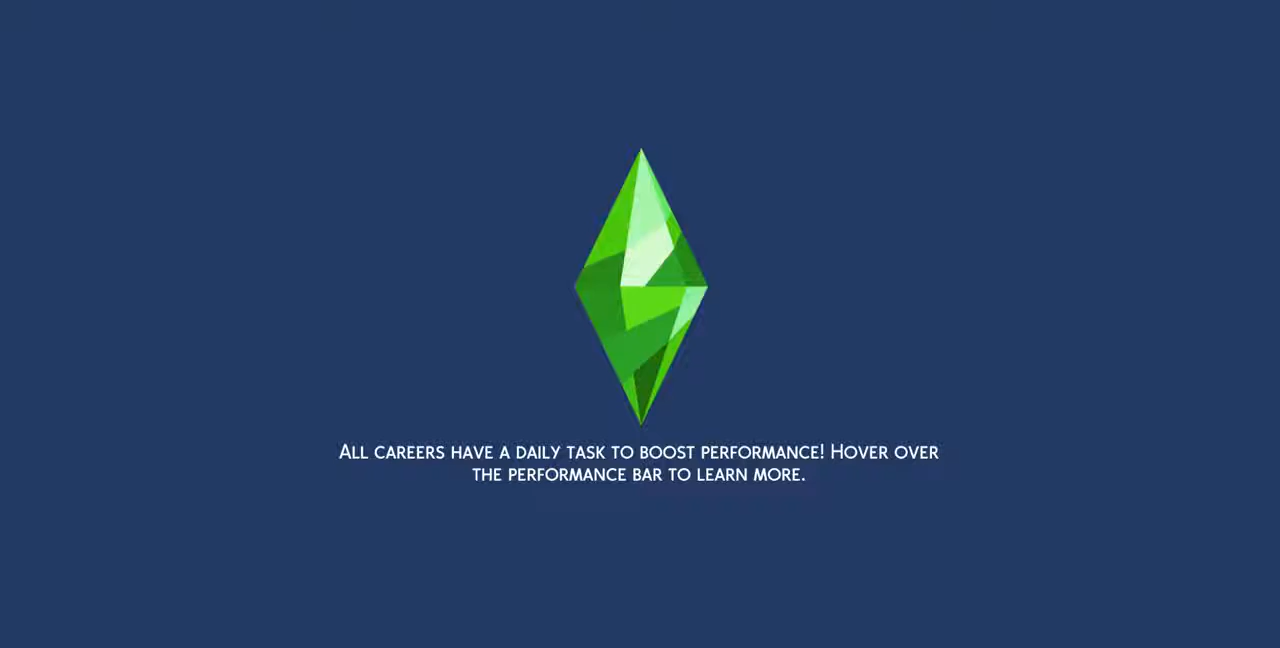 All careers have a daily task to boost performance! Hover over
the performance bar to learn more.